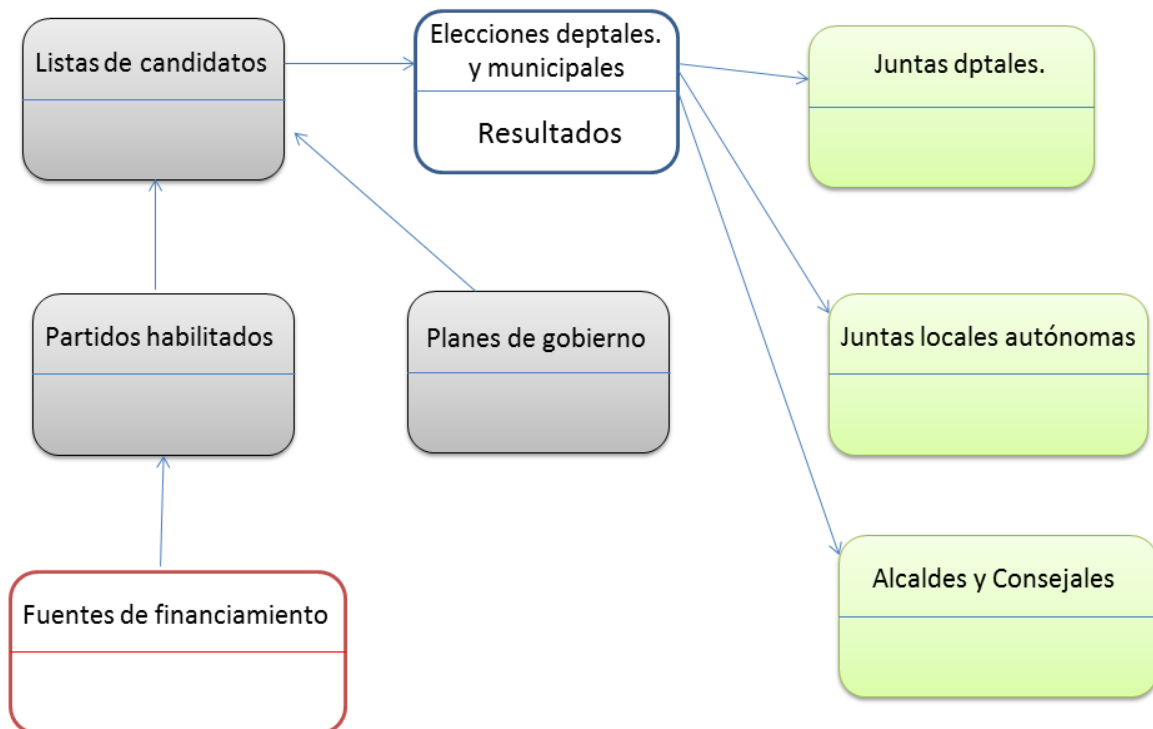 Listas de candidatos
Elecciones deptales.
y municipales
Resultados
Juntas dptales.
Partidos habilitados
Planes de gobierno
Juntas locales autónomas
Fuentes de financiamiento
Alcaldes y Consejales